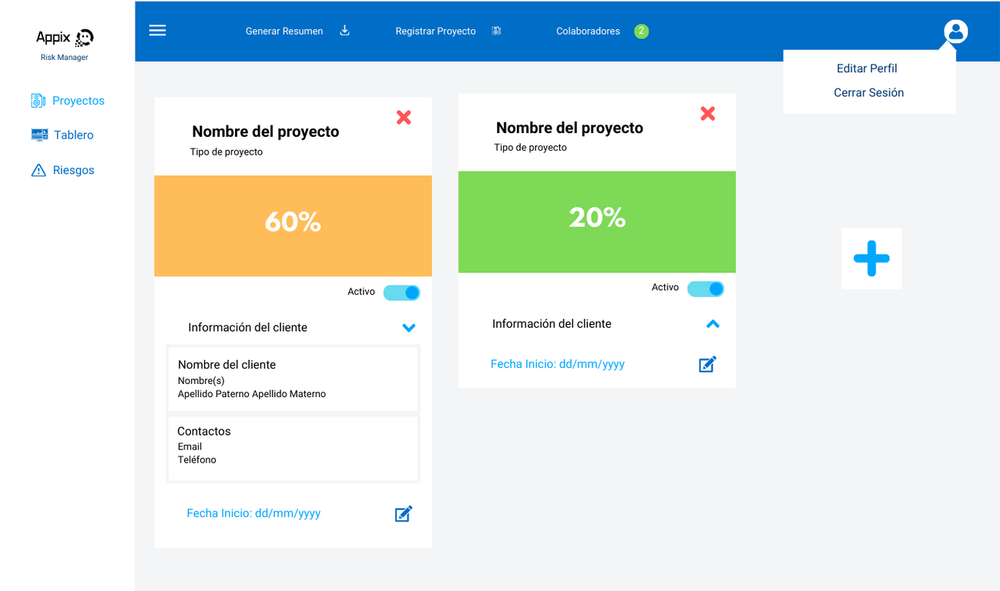 Appix
Risk Manager
Proyectos
Tablero
Riesgos
Generar Resumen
Registrar Proyecto
Colaboradores 2
Editar Perfil
Cerrar Sesión
Nombre del proyecto
Tipo de proyecto
60%
Activo
Información del cliente
Nombre del cliente
Nombre(s)
Apellido Paterno Apellido Materno
Contactos
Email
Teléfono
Fecha Inicio: dd/mm/yyyy
Nombre del proyecto
Tipo de proyecto
20%
Activo
Información del cliente
Fecha Inicio: dd/mm/yyyy